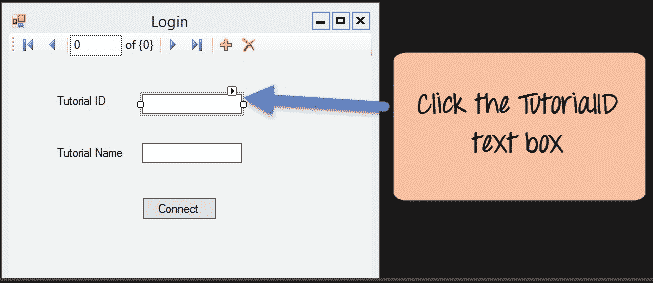 Login
0 of {0}
Tutorial ID
Tutorial Name
Connect
Click the TutorialID
text box